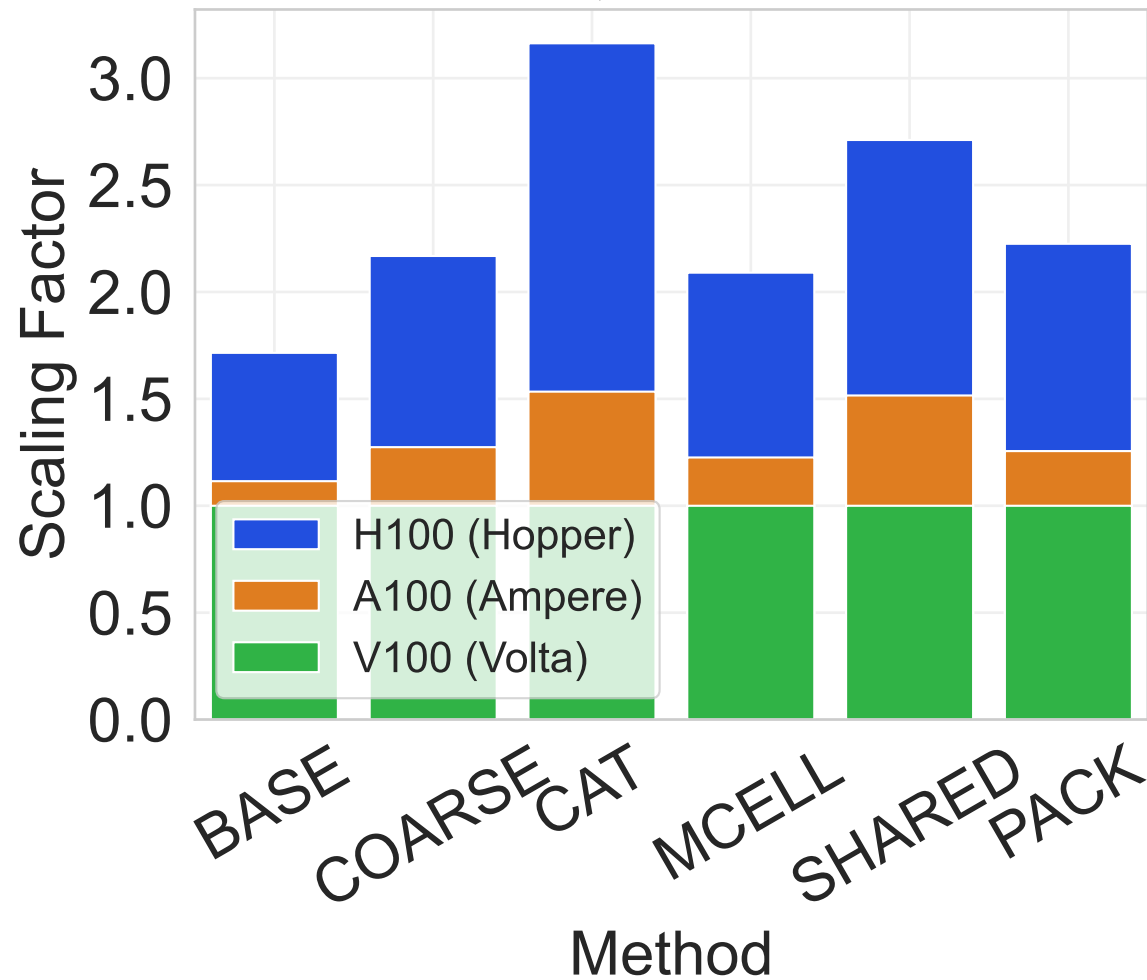 Scaling Factor
3.0
2.5
2.0
1.5
1.0
0.5
0.0
H100 (Hopper)
A100 (Ampere)
V100 (Volta)
BASE
COARSE
CAT
MCELL
SHARED
PACK
Method